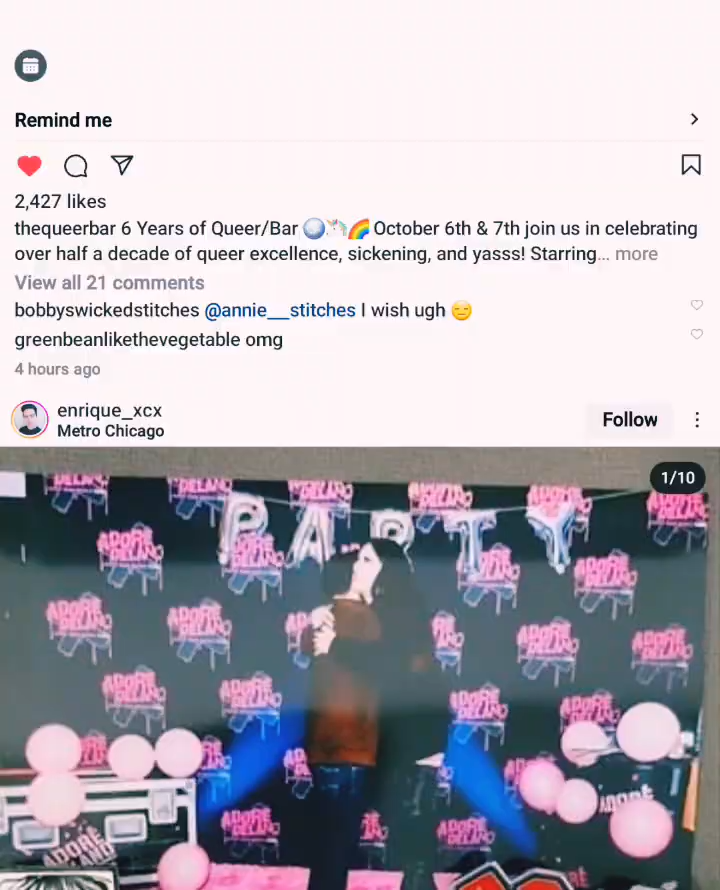 Remind me
2,427 likes
thequeerbar 6 Years of Queer/Bar 🪩🦄🌈 October 6th & 7th join us in celebrating
over half a decade of queer excellence, sickening, and yasss! Starring... more
View all 21 comments
bobbyswickedstitches @annie__stitches I wish ugh 😑
greenbeanlikethevegetable omg
4 hours ago
enrique_xcx
Metro Chicago
Follow
1/10
PARTY
ADORE
DELANO